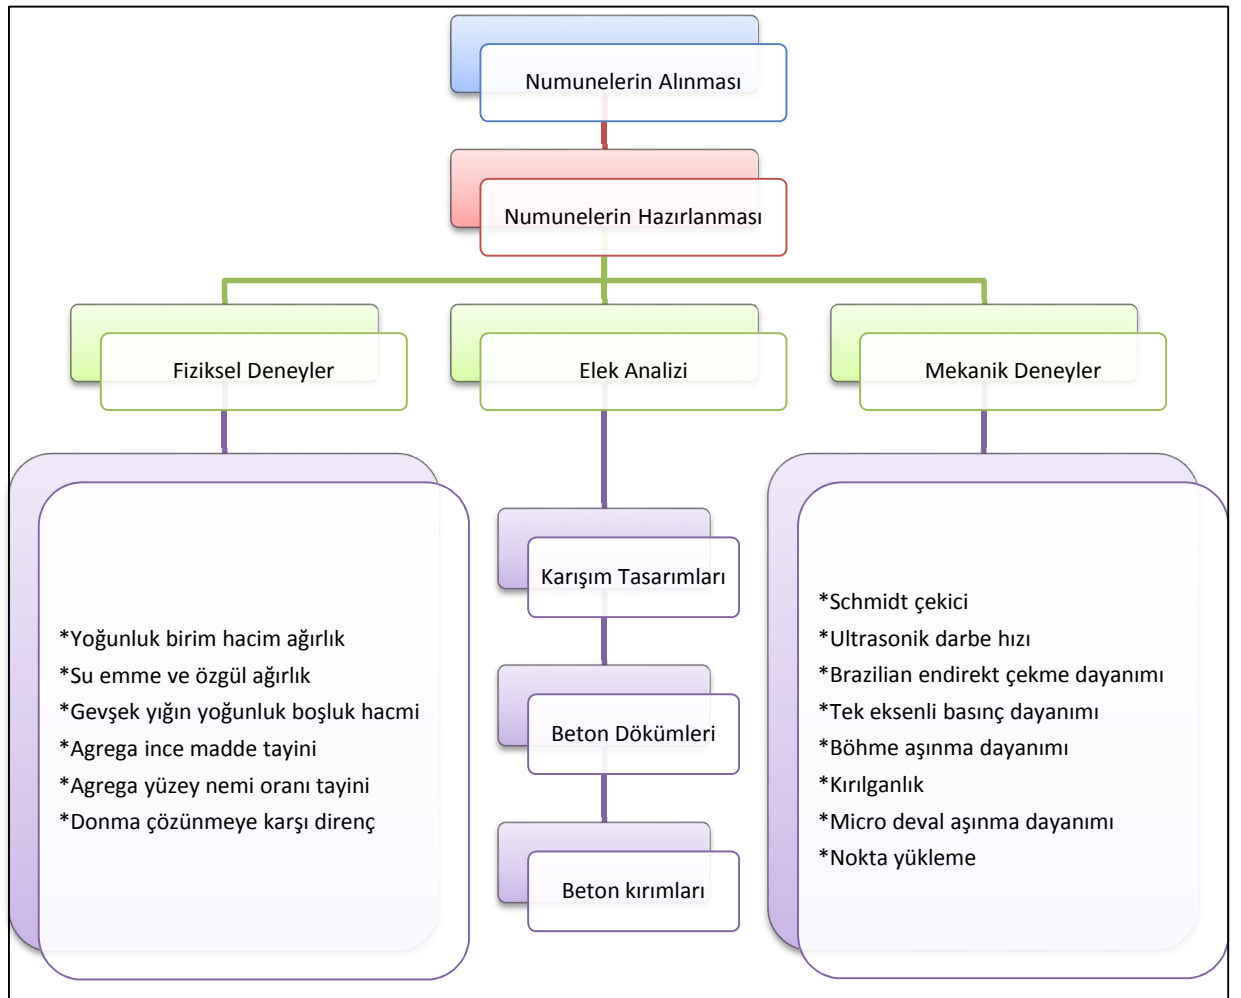 Numunelerin Alınması
Numunelerin Hazırlanması
Fiziksel Deneyler
Elek Analizi
Mekanik Deneyler
*Yoğunluk birim hacim ağırlık
*Su emme ve özgül ağırlık
*Gevşek yığın yoğunluk boşluk hacmi
*Agrega ince madde tayini
*Agrega yüzey nemi oranı tayini
*Donma çözünmeye karşı direnç
Karışım Tasarımları
Beton Dökümleri
Beton kırımları
*Schmidt çekici
*Ultrasonik darbe hızı
*Brazilian endirekt çekme dayanımı
*Tek eksenli basınç dayanımı
*Böhme aşınma dayanımı
*Kırılganlık
*Micro deval aşınma dayanımı
*Nokta yükleme